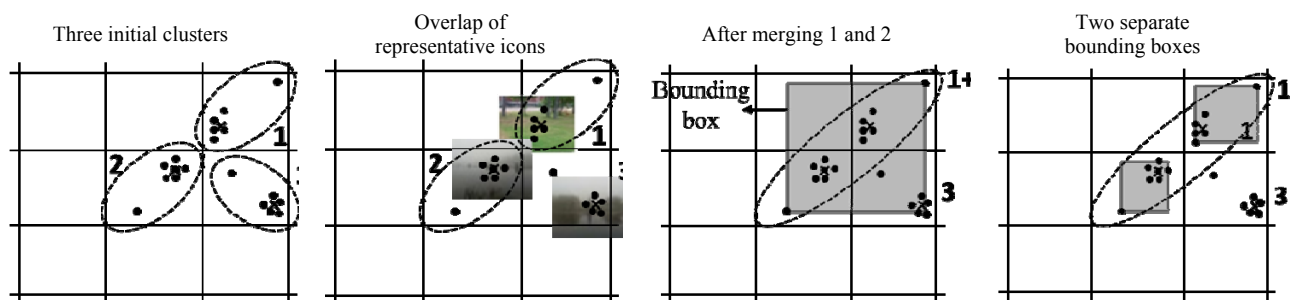 Three initial clusters
1
2
Overlap of
representative icons
2
1
After merging 1 and 2
Bounding
box
1+
3
Two separate
bounding boxes
1
1
3